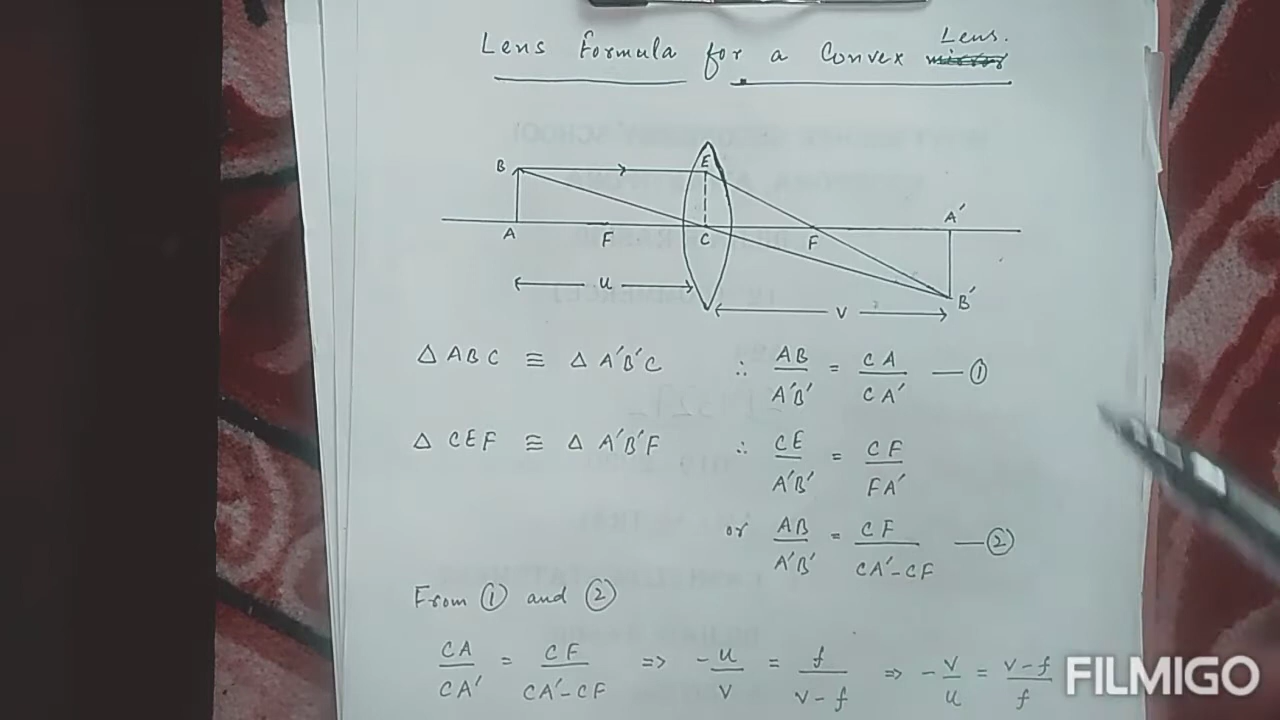 Lens Formula for a Convex Lens.
B E
A F C F A'
u
v B'
△ ABC ≅ △ A'B'C ∴ AB/A'B' = CA/CA' — ①
△ CEF ≅ △ A'B'F ∴ CE/A'B' = CF/FA'
or AB/A'B' = CF/CA'-CF — ②
From ① and ②
CA/CA' = CF/CA'-CF => -u/v = f/v-f => -v/u = v-f/f
FILMIGO